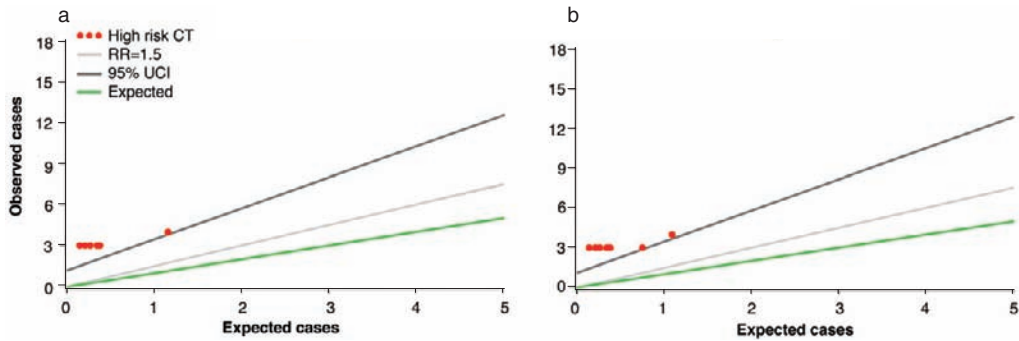 a
High risk CT
RR=1.5
95% UCI
Expected
18
15
12
9
6
3
0
Observed cases
0 1 2 3 4 5
Expected cases
b
18
15
12
9
6
3
0
0 1 2 3 4 5
Expected cases